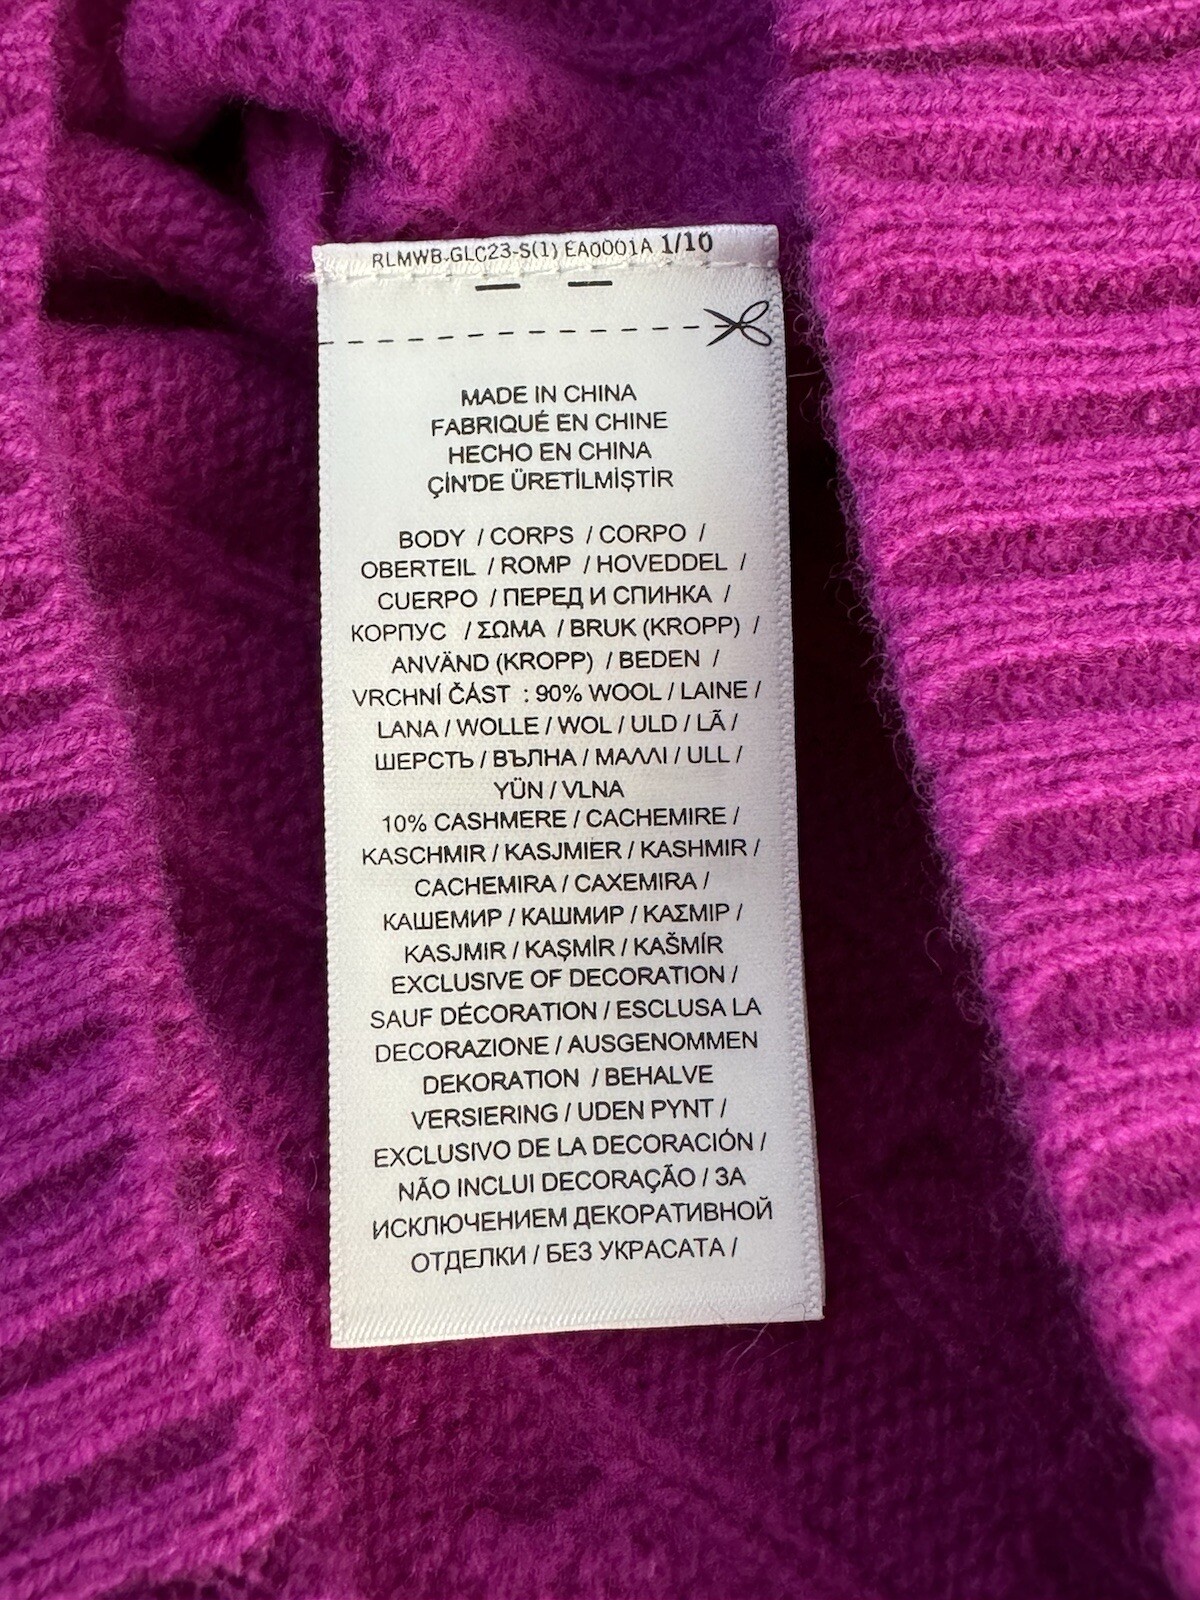 RLMWB-GLC23-S(1) EA0001A 1/10
MADE IN CHINA
FABRIQUÉ EN CHINE
HECHO EN CHINA
ÇİN'DE ÜRETİLMİŞTİR
BODY / CORPS / CORPO /
OBERTEIL / ROMP / HOVEDDEL /
CUERPO / ПЕРЕД И СПИНКА /
КОРПУС / ΣΩΜΑ / BRUK (KROPP) /
ANVÄND (KROPP) / BEDEN /
VRCHNÍ ČÁST : 90% WOOL / LAINE /
LANA / WOLLE / WOL / ULD / LÃ /
ШЕРСТЬ / ВЪЛНА / ΜΑΛΛΙ / ULL /
YÜN / VLNA
10% CASHMERE / CACHEMIRE /
KASCHMIR / KASJMIER / KASHMIR /
CACHEMIRA / CAXEMIRA /
КАШЕМИР / КАШМИР / ΚΑΣΜΙΡ /
KASJMIR / KAŞMİR / KAŠMÍR
EXCLUSIVE OF DECORATION /
SAUF DÉCORATION / ESCLUSA LA
DECORAZIONE / AUSGENOMMEN
DEKORATION / BEHALVE
VERSIERING / UDEN PYNT /
EXCLUSIVO DE LA DECORACIÓN /
NÃO INCLUI DECORAÇÃO / ЗА
ИСКЛЮЧЕНИЕМ ДЕКОРАТИВНОЙ
ОТДЕЛКИ / БЕЗ УКРАСАТА /